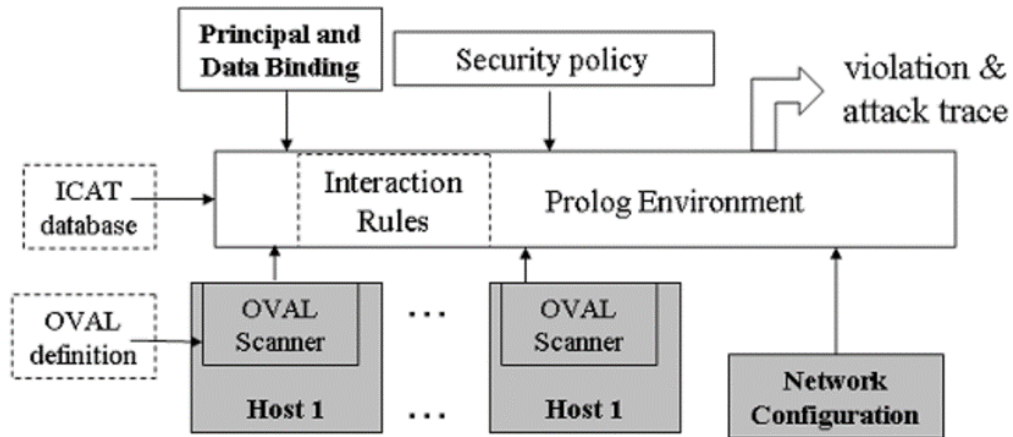 Principal and
Data Binding
Security policy
violation &
attack trace
ICAT
database
Interaction
Rules
Prolog Environment
OVAL
definition
OVAL
Scanner
Host 1
...
...
OVAL
Scanner
Host 1
Network
Configuration